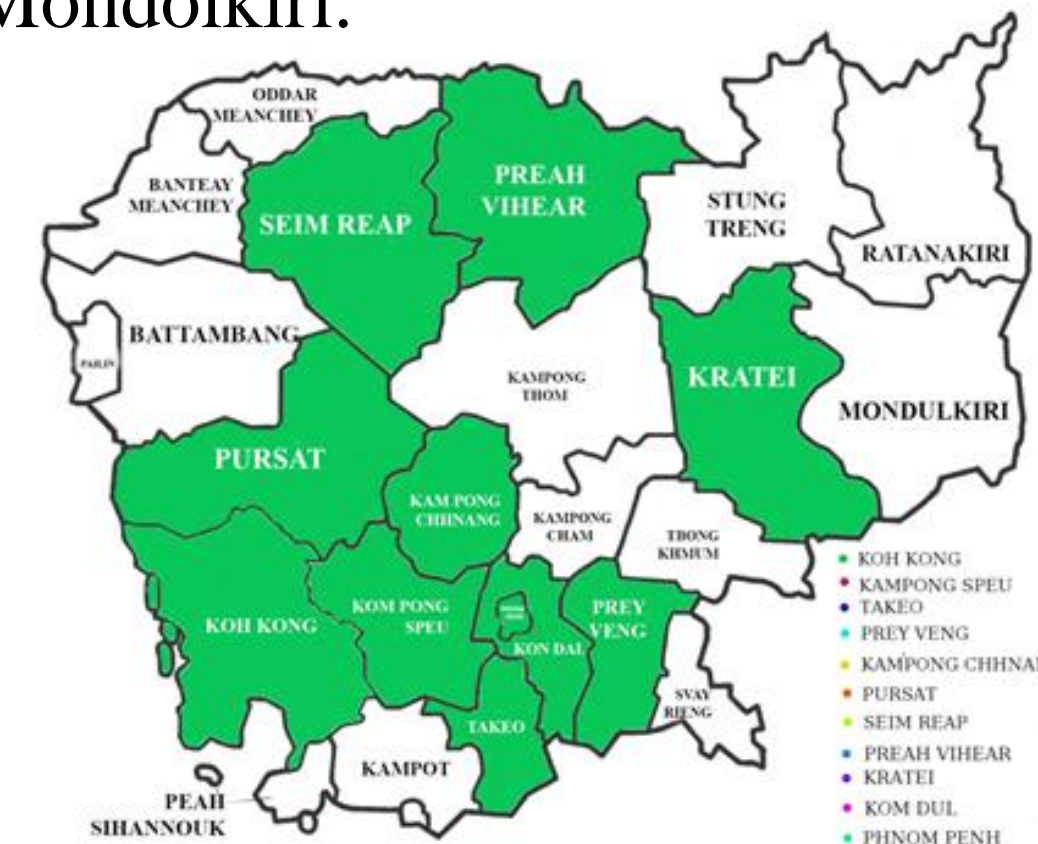 Mondolkiri.
ODDAR
MEANCHEY
BANTEAY
MEANCHEY
SEIM REAP
PREAH
VIHEAR
STUNG
TRENG
RATANAKIRI
BATTAMBANG
PAILIN
KAMPONG
THOM
KRATEI
MONDULKIRI
PURSAT
KAM PONG
CHHNANG
KAMPONG
CHAM
TBONG
KHMUM
KOH KONG
KOM PONG
SPEU
PREY
VENG
KON DAL
SVAY
RIENG
TAKEO
KAMPOT
PEAH
SIHANNOUK
KOH KONG
KAMPONG SPEU
TAKEO
PREY VENG
KAMPONG CHHNA
PURSAT
SEIM REAP
PREAH VIHEAR
KRATEI
KOM DUL
PHNOM PENH